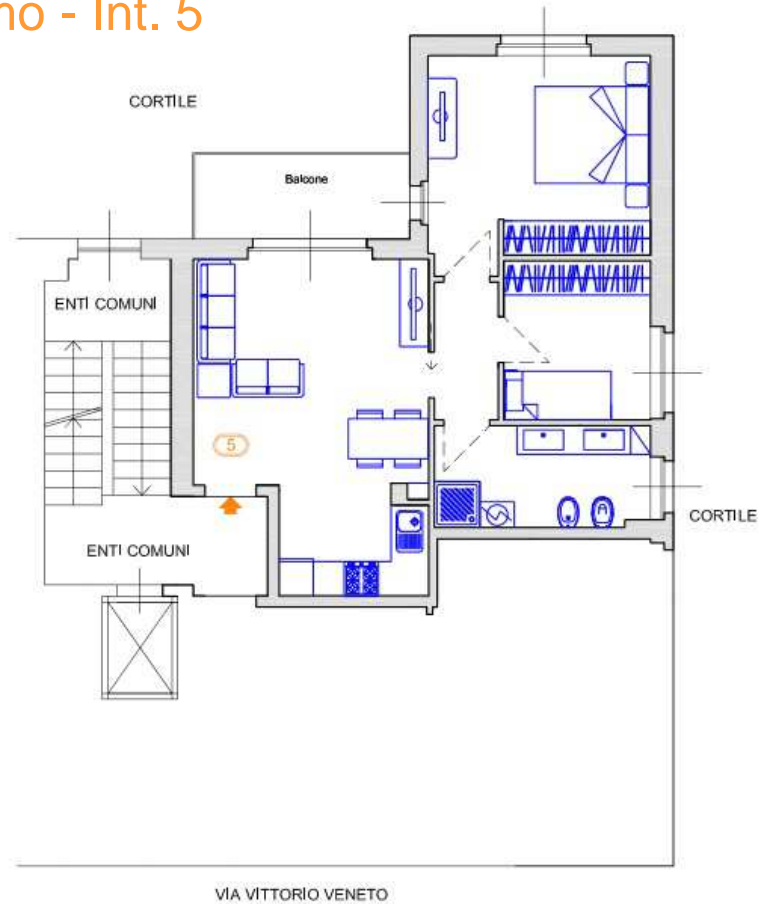 no - Int. 5
CORTILE
Balcone
ENTI COMUNI
5
CORTILE
ENTI COMUNI
VIA VITTORIO VENETO